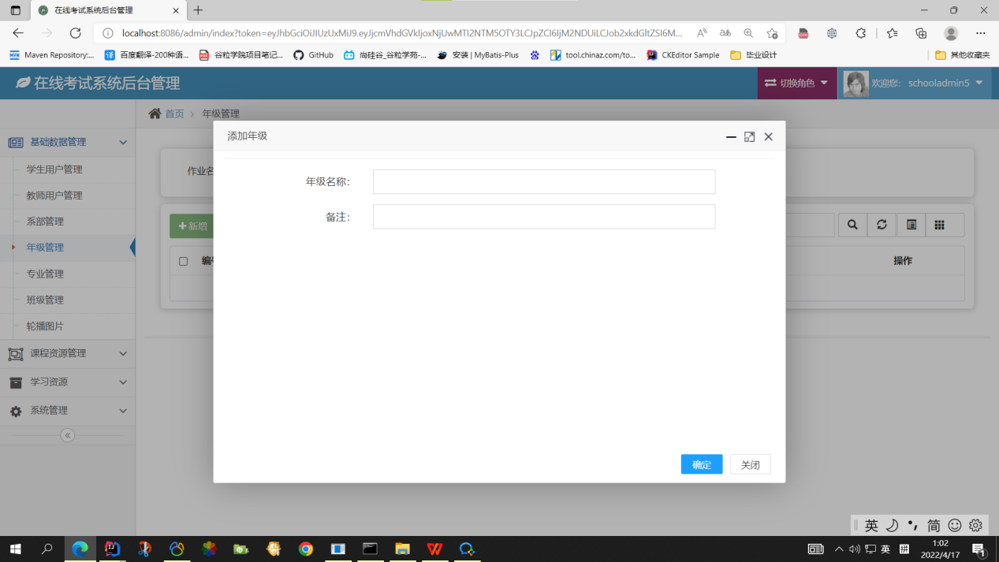 在线考试系统后台管理
localhost:8086/admin/index?token=eyJhbGciOiJIUzUxMiJ9.eyJjcmVhdGVkIjoxNjUwMTI2NTM5OTY3LCJpZCI6IjM2NDUiLCJob2xkdGltZSI6M...
Maven Repository:...
百度翻译-200种语...
谷粒学院项目笔记...
GitHub
尚硅谷_谷粒学苑-...
安装 | MyBatis-Plus
tool.chinaz.com/to...
CKEditor Sample
毕业设计
其他收藏夹
在线考试系统后台管理
切换角色
欢迎您: schooladmin5
首页 > 年级管理
基础数据管理
学生用户管理
教师用户管理
系部管理
年级管理
专业管理
班级管理
轮播图片
课程资源管理
学习资源
系统管理
作业名
新增
操作
添加年级
年级名称:
备注:
确定
关闭
英
简
英
拼
1:02
2022/4/17
1